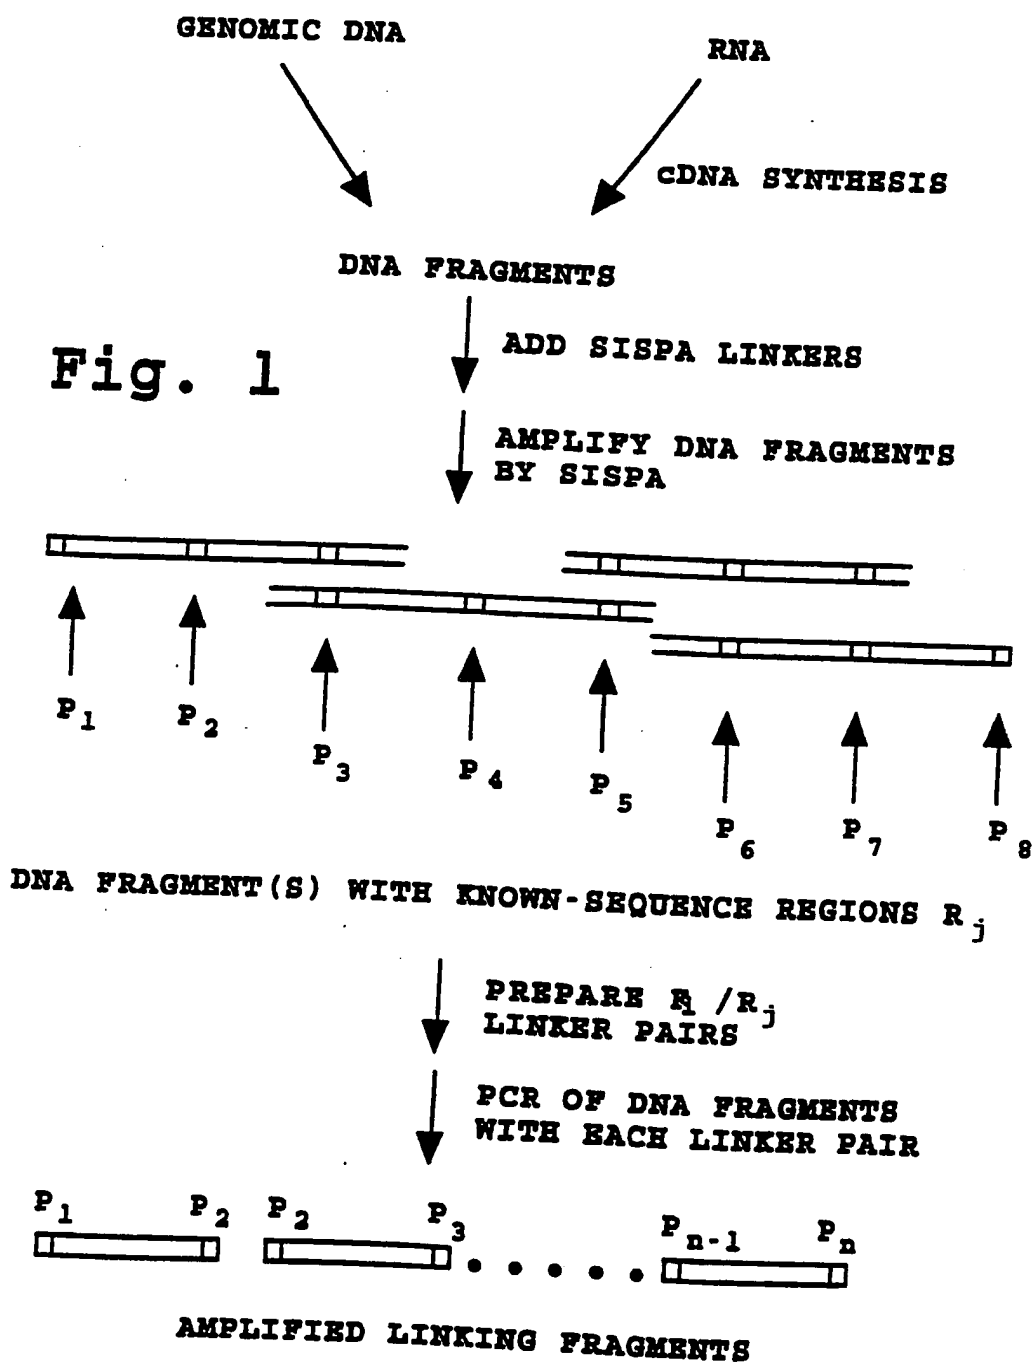 GENOMIC DNA
RNA
cDNA SYNTHESIS
DNA FRAGMENTS
Fig. 1
ADD SISPA LINKERS
AMPLIFY DNA FRAGMENTS
BY SISPA
P1
P2
P3
P4
P5
P6
P7
P8
DNA FRAGMENT(S) WITH KNOWN-SEQUENCE REGIONS Rj
PREPARE /Rj
LINKER PAIRS
PCR OF DNA FRAGMENTS
WITH EACH LINKER PAIR
P1 P2 P2 P3 Pn-1 Pn
AMPLIFIED LINKING FRAGMENTS